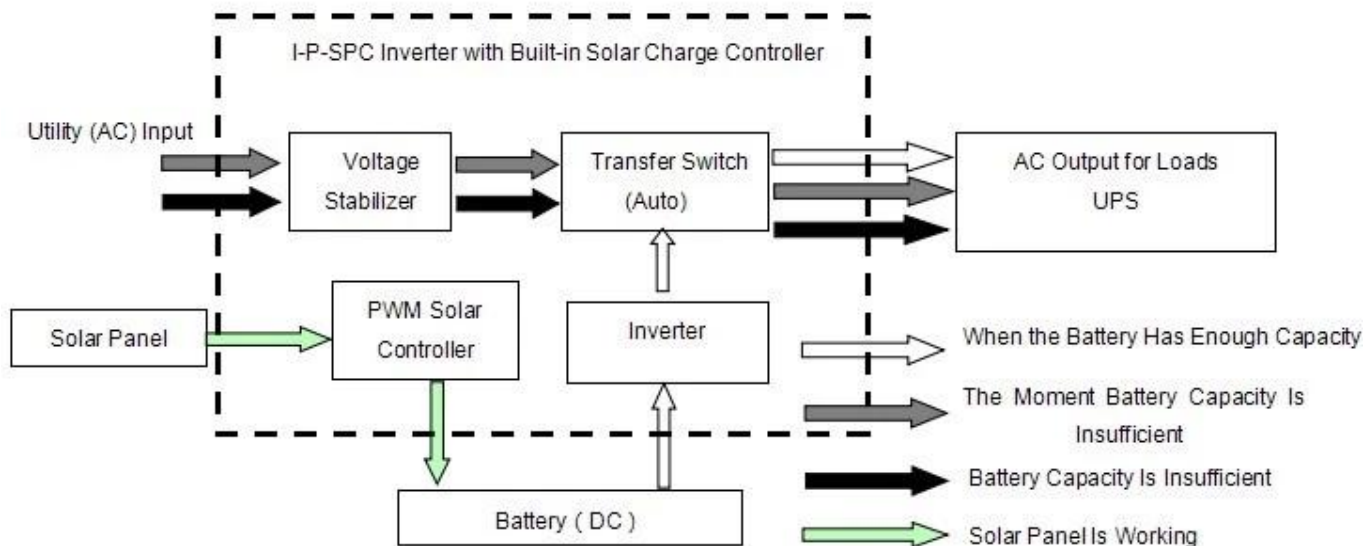 I-P-SPC Inverter with Built-in Solar Charge Controller
Utility (AC) Input
Voltage
Stabilizer
Transfer Switch
(Auto)
AC Output for Loads
UPS
Solar Panel
PWM Solar
Controller
Inverter
Battery ( DC )
When the Battery Has Enough Capacity
The Moment Battery Capacity Is
Insufficient
Battery Capacity Is Insufficient
Solar Panel Is Working